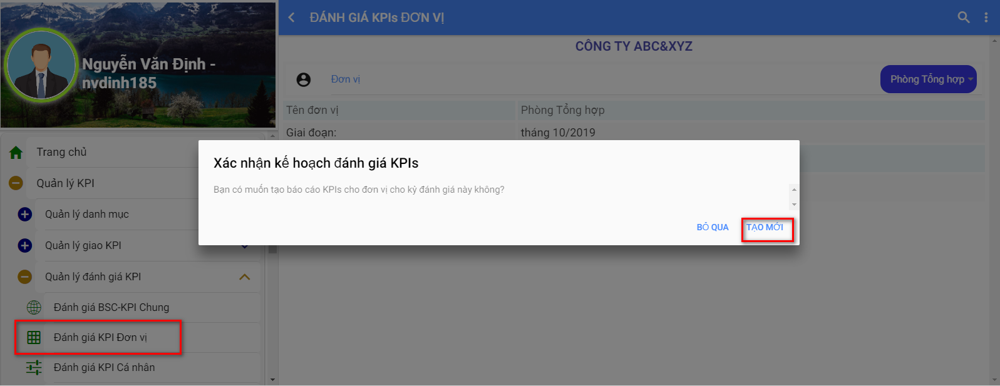 Nguyễn Văn Định -
nvdinh185
Trang chủ
Quản lý KPI
Quản lý danh mục
Quản lý giao KPI
Quản lý đánh giá KPI
Đánh giá BSC-KPI Chung
Đánh giá KPI Đơn vị
Đánh giá KPI Cá nhân
ĐÁNH GIÁ KPIs ĐƠN VỊ
CÔNG TY ABC&XYZ
Đơn vị
Phòng Tổng hợp
Tên đơn vị
Phòng Tổng hợp
Giai đoạn:
tháng 10/2019
Xác nhận kế hoạch đánh giá KPIs
Bạn có muốn tạo báo cáo KPIs cho đơn vị cho kỳ đánh giá này không?
BỎ QUA
TẠO MỚI